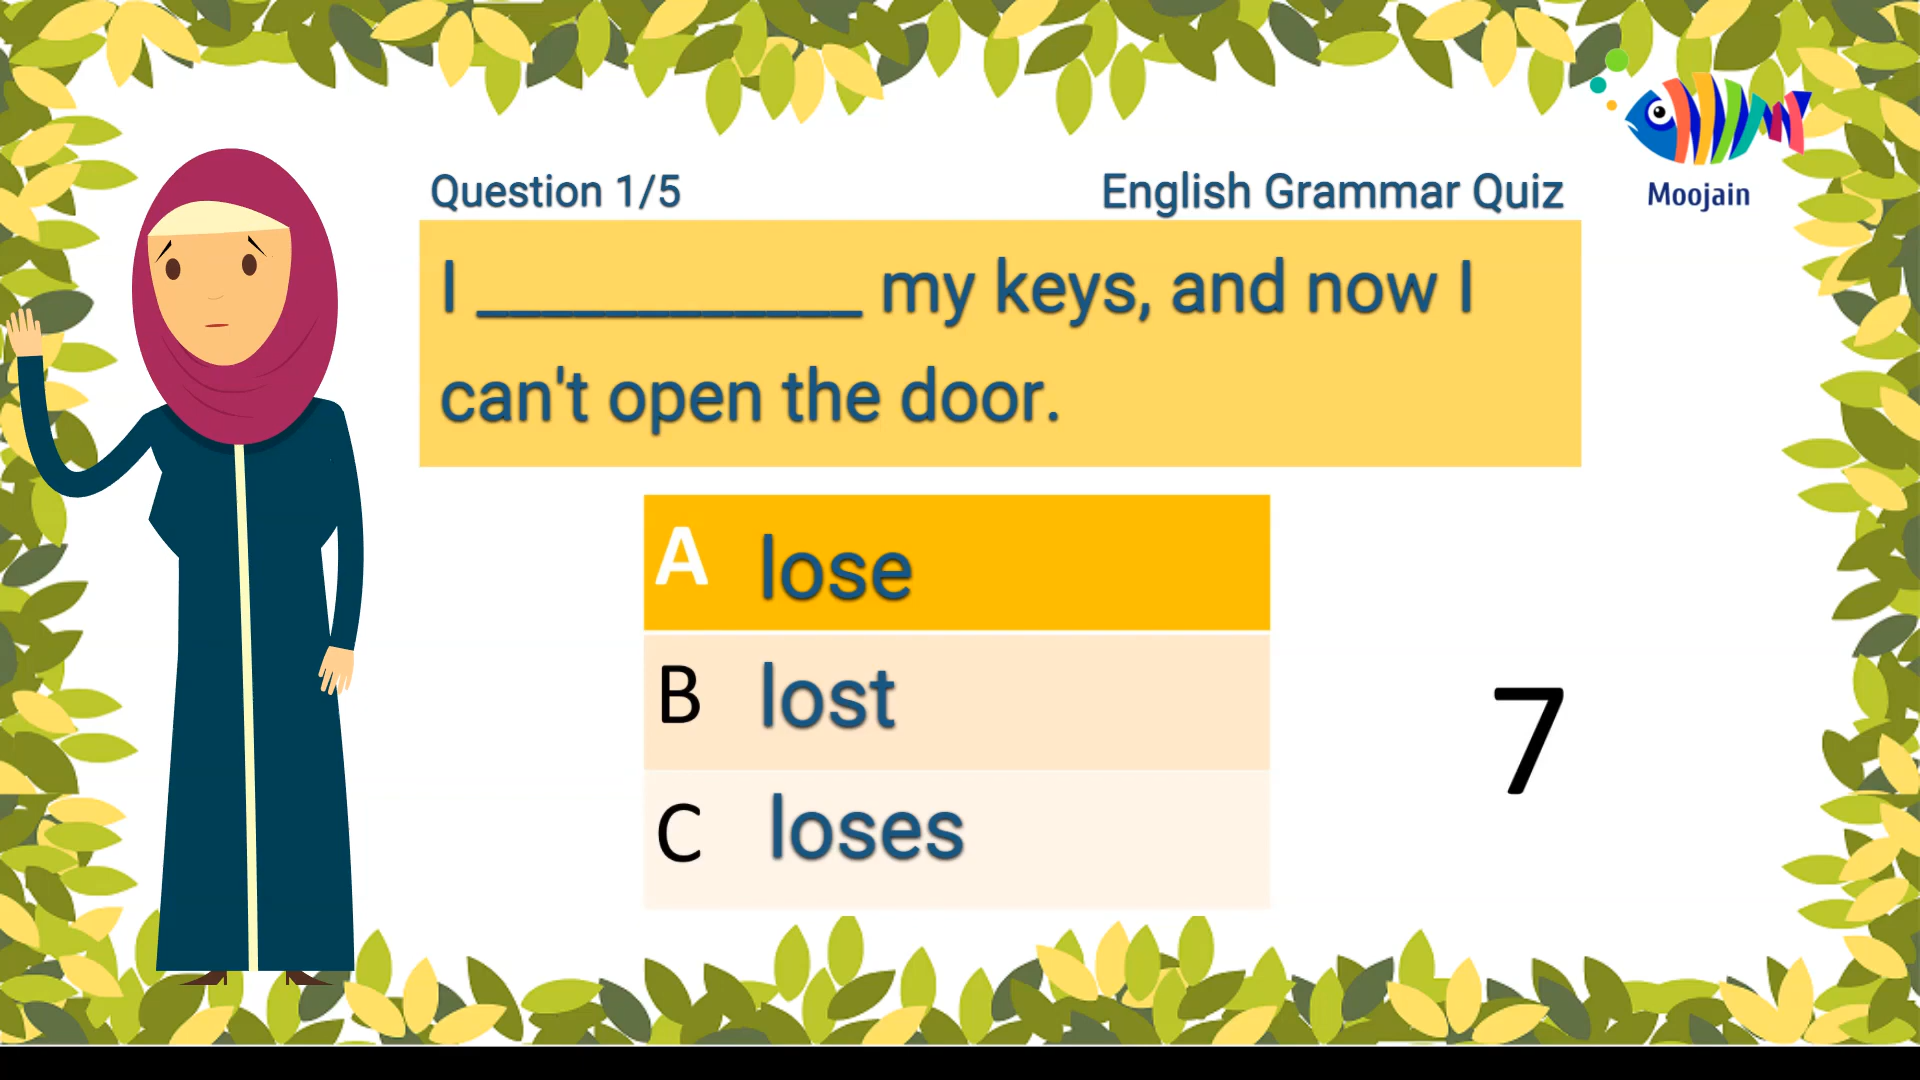 Question 1/5
English Grammar Quiz
Moojain
I ____________ my keys, and now I
can't open the door.
A lose
B lost
C loses
7